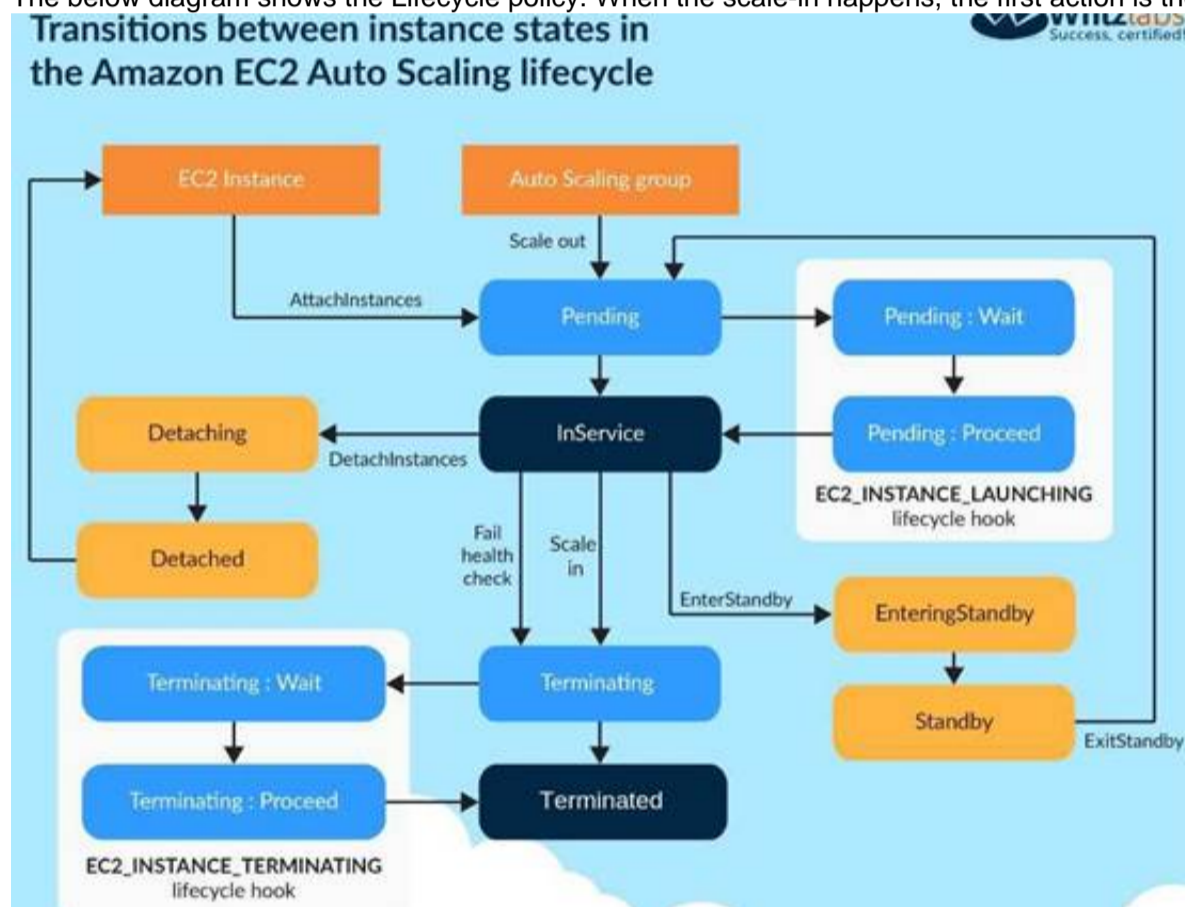 The below diagram shows the Lifecycle policy. When the scale-in happens, the first action is the
Transitions between instance states in
the Amazon EC2 Auto Scaling lifecycle
Whizlabs
Success, certified!
EC2 Instance
Auto Scaling group
Scale out
AttachInstances
Pending
Pending : Wait
Detaching
DetachInstances
InService
Pending : Proceed
EC2_INSTANCE_LAUNCHING
lifecycle hook
Detached
Fail
health
check
Scale
in
EnterStandby
EnteringStandby
Terminating : Wait
Terminating
Standby
ExitStandby
Terminating : Proceed
Terminated
EC2_INSTANCE_TERMINATING
lifecycle hook